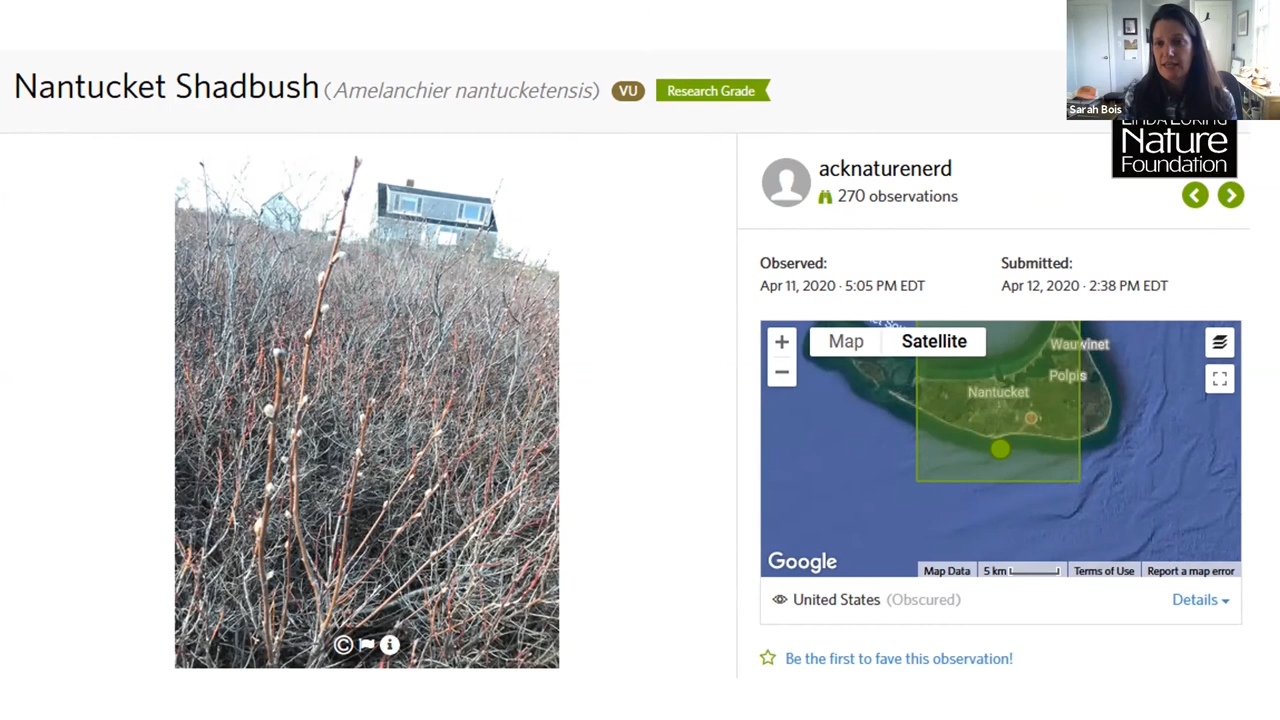 Nantucket Shadbush (Amelanchier nantucketensis) VU Research Grade
Sarah Bois
Nature
Foundation
acknaturenerd
270 observations
Observed:
Apr 11, 2020 · 5:05 PM EDT
Submitted:
Apr 12, 2020 · 2:38 PM EDT
+
−
Map
Satellite
Wauwinet
Polpis
Nantucket
Google
Map Data
5 km
Terms of Use
Report a map error
United States (Obscured)
Details
Be the first to fave this observation!